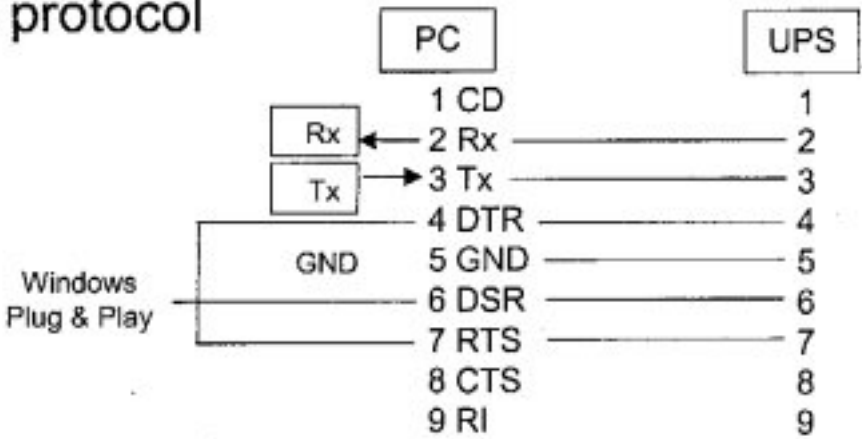 protocol
PC UPS
1 CD 1
Rx 2 Rx 2
Tx 3 Tx 3
4 DTR 4
GND 5 GND 5
Windows
Plug & Play
6 DSR 6
7 RTS 7
8 CTS 8
9 RI 9